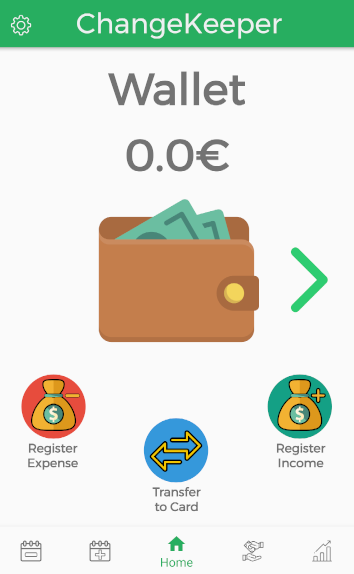 ChangeKeeper
Wallet
0.0€
Register
Expense
Register
Income
Transfer
to Card
Home